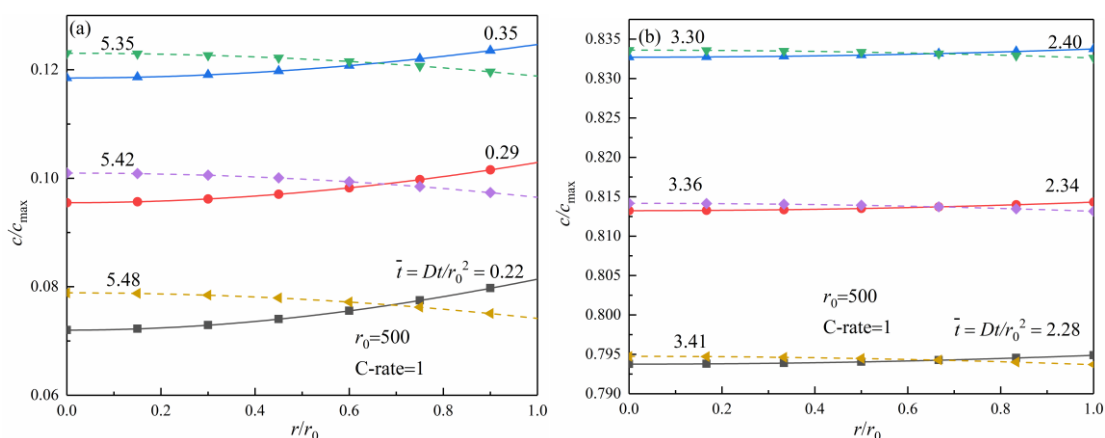 (a)
5.35
0.35
0.12
5.42
0.29
0.10
c/cmax
t̄ = Dt/r₀² = 0.22
5.48
0.08
r₀=500
C-rate=1
0.06
0.0 0.2 0.4 0.6 0.8 1.0
r/r₀
(b)
0.835
3.30
2.40
0.830
0.825
0.820
3.36
2.34
0.815
c/cmax
0.810
0.805
r₀=500
0.800
C-rate=1
t̄ = Dt/r₀² = 2.28
3.41
0.795
0.790
0.0 0.2 0.4 0.6 0.8 1.0
r/r₀